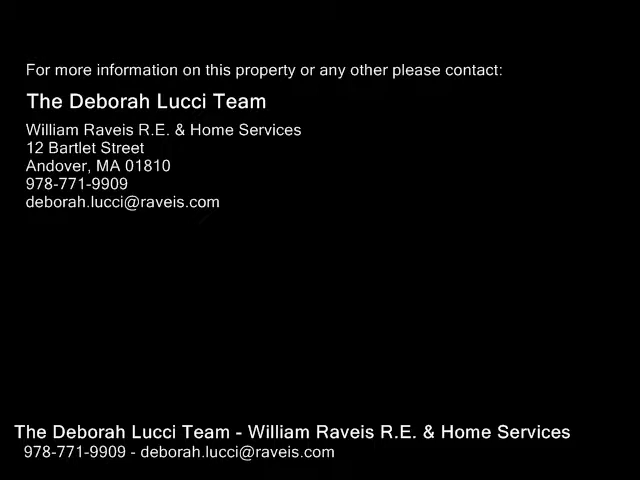 For more information on this property or any other please contact:
The Deborah Lucci Team
William Raveis R.E. & Home Services
12 Bartlet Street
Andover, MA 01810
978-771-9909
deborah.lucci@raveis.com
The Deborah Lucci Team - William Raveis R.E. & Home Services
978-771-9909 - deborah.lucci@raveis.com